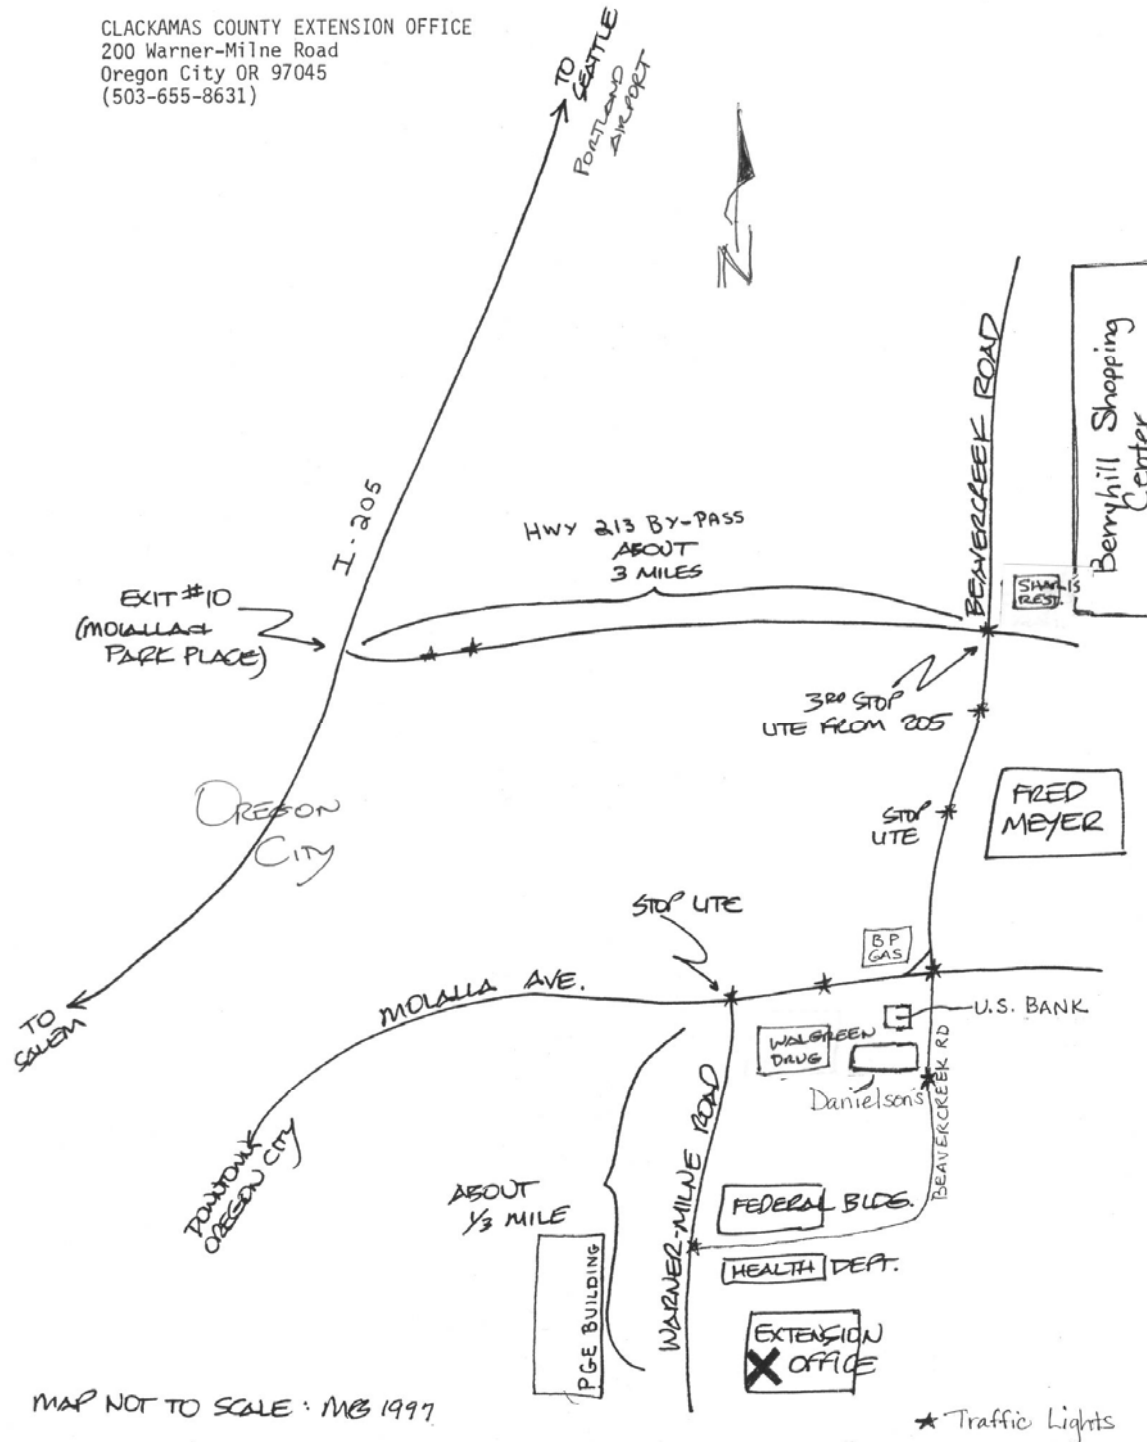 CLACKAMAS COUNTY EXTENSION OFFICE
200 Warner-Milne Road
Oregon City OR 97045
(503-655-8631)
TO
SEATTLE
PORTLAND
AIRPORT
N
I-205
HWY 213 BY-PASS
ABOUT
3 MILES
BEAVERCREEK ROAD
Berryhill Shopping
Center
SHARI'S
REST.
EXIT #10
(MOLALLA
PARK PLACE)
3RD STOP
LITE FROM 205
OREGON
CITY
STOP
LITE
FRED
MEYER
STOP LITE
BP
GAS
MOLALLA AVE.
TO
SALEM
U.S. BANK
WALGREEN
DRUG
Danielson's
BEAVERCREEK RD
DOWNTOWN
OREGON CITY
ABOUT
1/3 MILE
WARNER-MILNE ROAD
FEDERAL BLDG.
HEALTH DEPT.
PGE BUILDING
EXTENSION
X OFFICE
MAP NOT TO SCALE: MB 1997
★ Traffic Lights